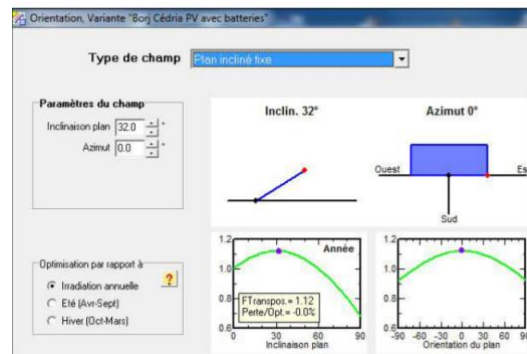 Orientation, Variante "Borj Cédria PV avec batteries"
Type de champ Plan incliné fixe
Paramètres du champ
Inclinaison plan 32.0 °
Azimut 0.0 °
Inclin. 32° Azimut 0°
Ouest Es
Sud
Optimisation par rapport à
?
Irradiation annuelle
Eté (Avr-Sept)
Hiver (Oct-Mars)
1.2 Année
1.0
0.8
0.6
FTranspos.= 1.12
Perte/Opt.= -0.0%
0 30 60 90
Inclinaison plan
1.2
1.0
0.8
0.6
-90 -60 -30 0 30 60 90
Orientation du plan